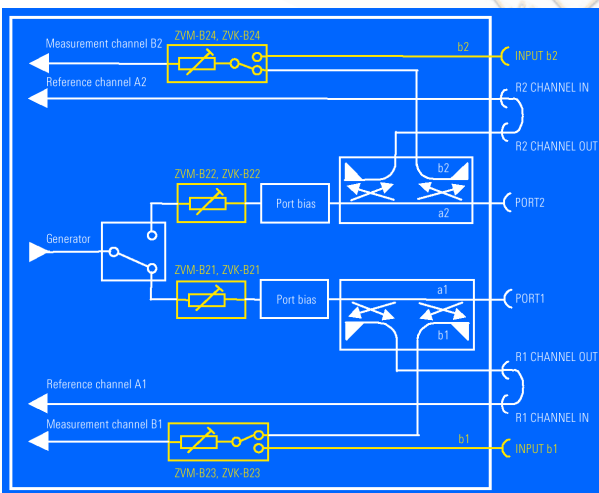 ZVM-B24, ZVK-B24
Measurement channel B2
b2
INPUT b2
Reference channel A2
R2 CHANNEL IN
R2 CHANNEL OUT
ZVM-B22, ZVK-B22
b2
Port bias
a2
PORT2
Generator
ZVM-B21, ZVK-B21
a1
Port bias
PORT1
b1
R1 CHANNEL OUT
Reference channel A1
R1 CHANNEL IN
Measurement channel B1
b1
INPUT b1
ZVM-B23, ZVK-B23